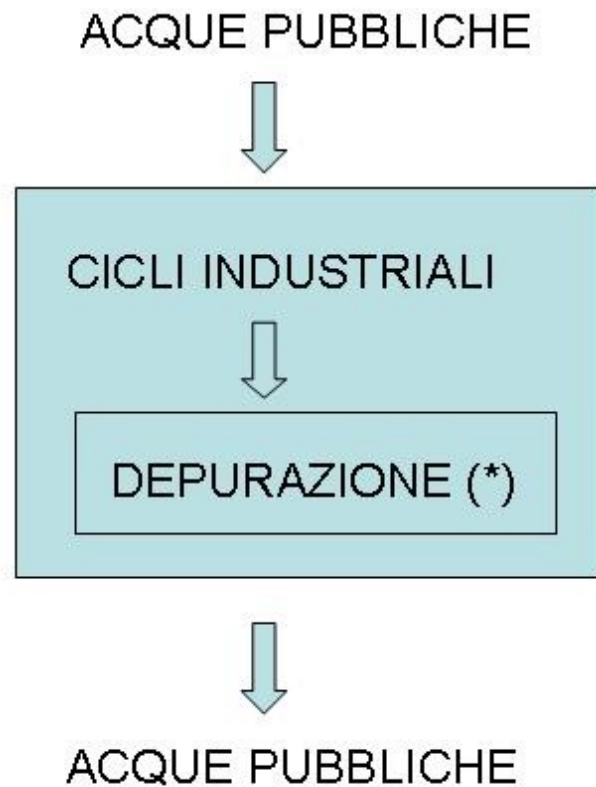 ACQUE PUBBLICHE
CICLI INDUSTRIALI
DEPURAZIONE (*)
ACQUE PUBBLICHE